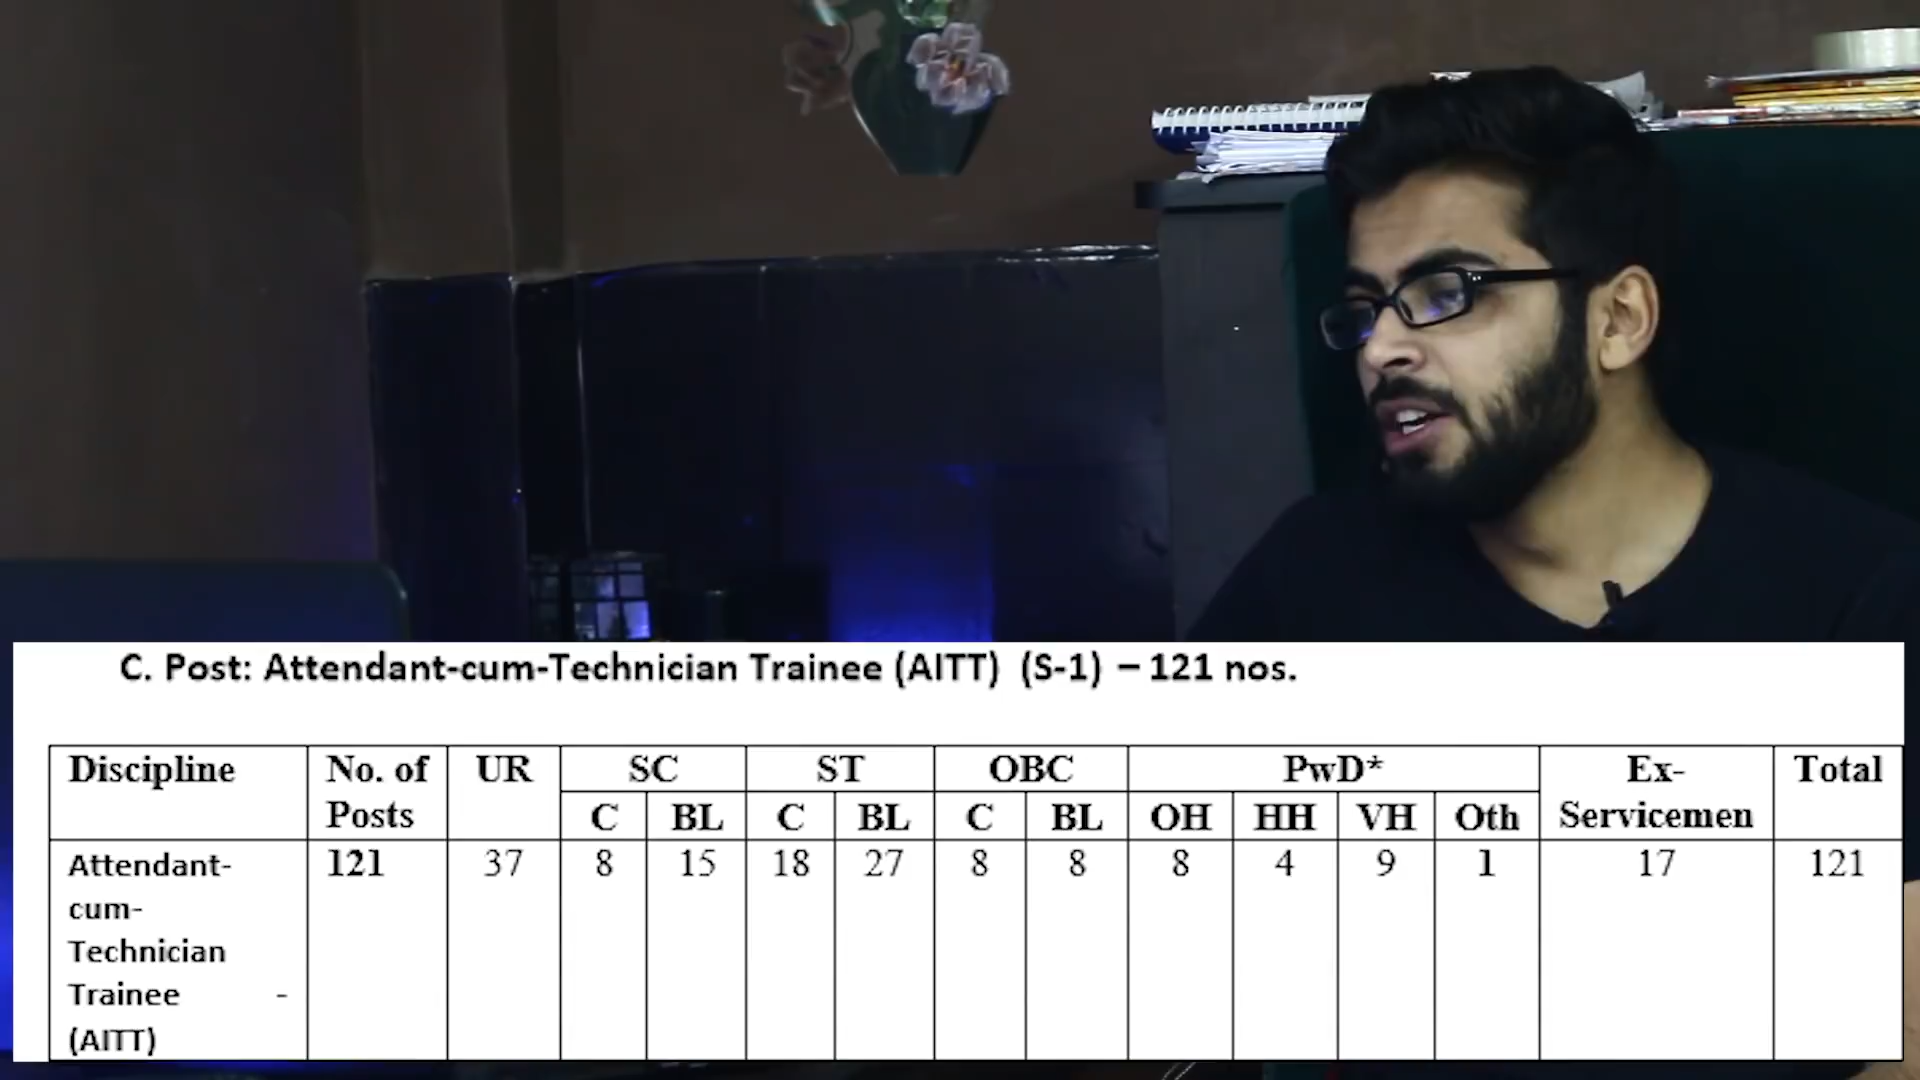 C. Post: Attendant-cum-Technician Trainee (AITT) (S-1) – 121 nos.
Discipline No. of Posts UR SC ST OBC PwD* Ex-Servicemen Total
C BL C BL C BL OH HH VH Oth
Attendant- 121 37 8 15 18 27 8 8 8 4 9 1 17 121
cum-
Technician
Trainee -
(AITT)